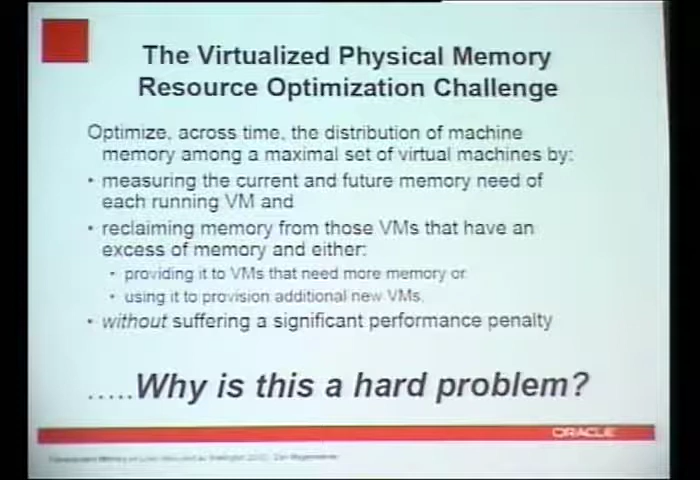 The Virtualized Physical Memory
Resource Optimization Challenge
Optimize, across time, the distribution of machine
memory among a maximal set of virtual machines by:
• measuring the current and future memory need of
each running VM and
• reclaiming memory from those VMs that have an
excess of memory and either:
• providing it to VMs that need more memory or
• using it to provision additional new VMs.
• without suffering a significant performance penalty
.....Why is this a hard problem?
ORACLE